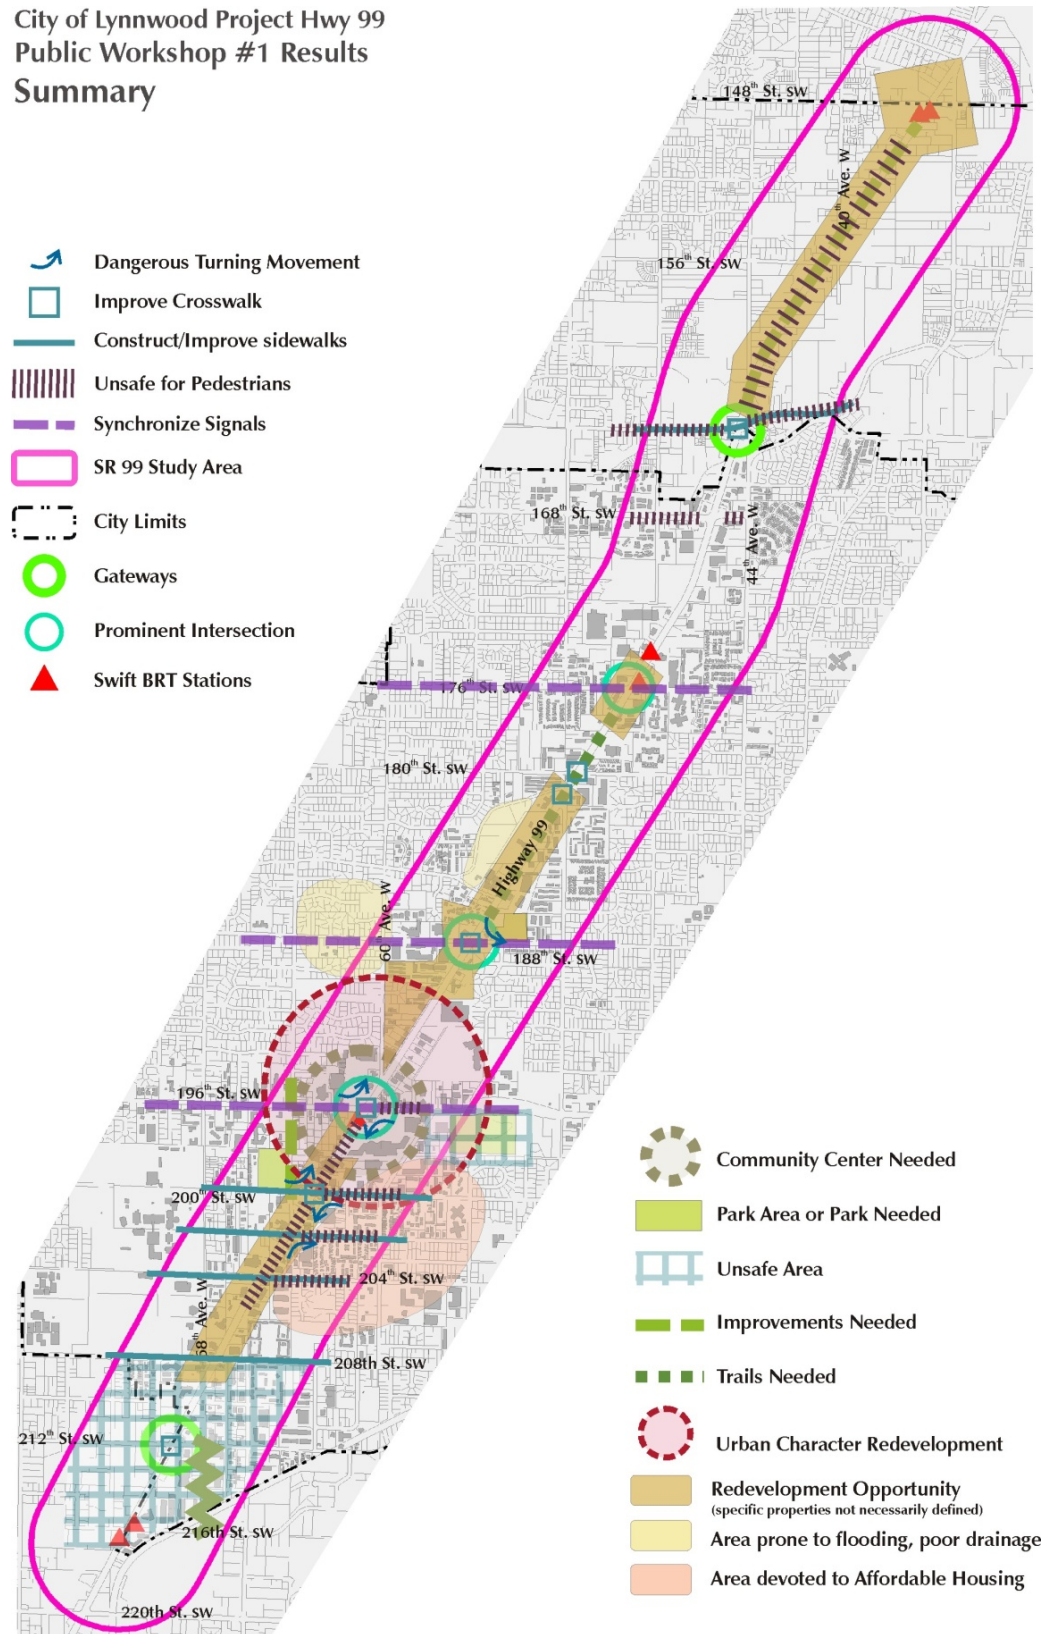 City of Lynnwood Project Hwy 99
Public Workshop #1 Results
Summary
Dangerous Turning Movement
Improve Crosswalk
Construct/Improve sidewalks
Unsafe for Pedestrians
Synchronize Signals
SR 99 Study Area
City Limits
Gateways
Prominent Intersection
Swift BRT Stations
148th St. SW
40th Ave. W
156th St. SW
168th St. SW
44th Ave. W
176th St. SW
180th St. SW
Highway 99
60th Ave. W
188th St. SW
196th St. SW
200th St. SW
204th St. SW
68th Ave. W
208th St. SW
212th St. SW
216th St. SW
220th St. SW
Community Center Needed
Park Area or Park Needed
Unsafe Area
Improvements Needed
Trails Needed
Urban Character Redevelopment
Redevelopment Opportunity
(specific properties not necessarily defined)
Area prone to flooding, poor drainage
Area devoted to Affordable Housing